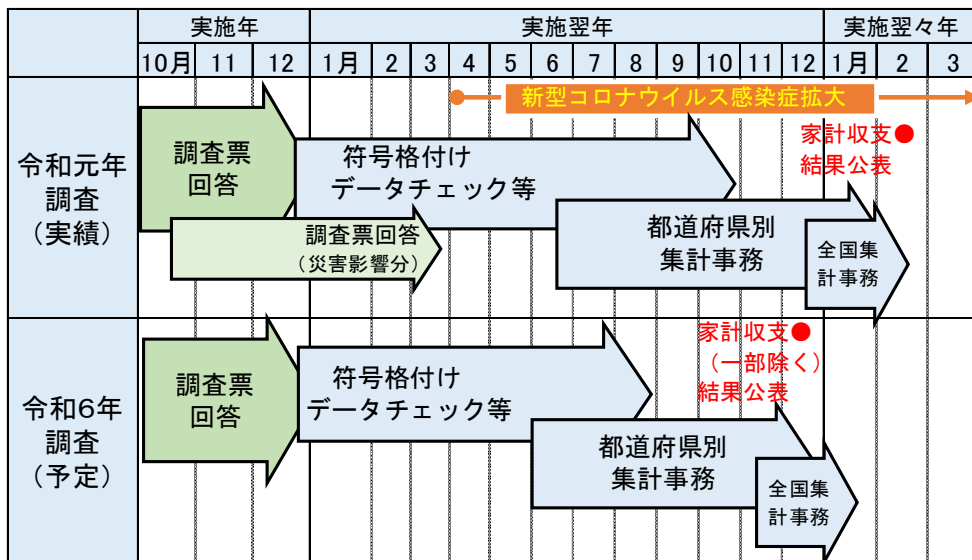 実施年
実施翌年
実施翌々年
10月 11 12 1月 2 3 4 5 6 7 8 9 10 11 12 1月 2 3
令和元年
調査
(実績)
新型コロナウイルス感染症拡大
調査票
回答
符号格付け
データチェック等
家計収支●
結果公表
調査票回答
(災害影響分)
都道府県別
集計事務
全国集
計事務
令和6年
調査
(予定)
調査票
回答
符号格付け
データチェック等
家計収支●
(一部除く)
結果公表
都道府県別
集計事務
全国集
計事務